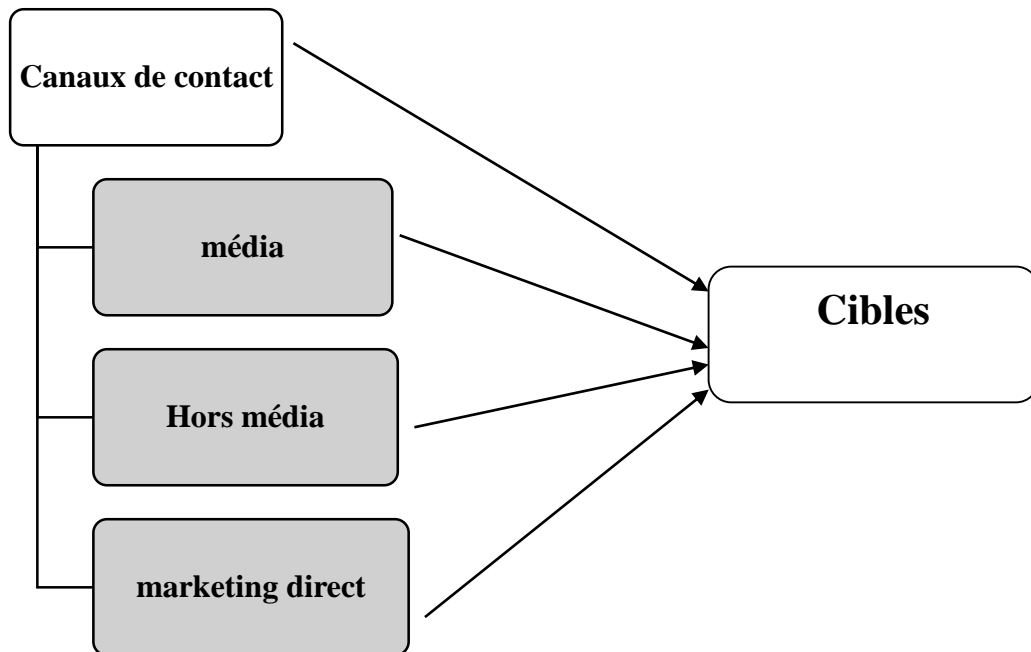 Canaux de contact
média
Cibles
Hors média
marketing direct